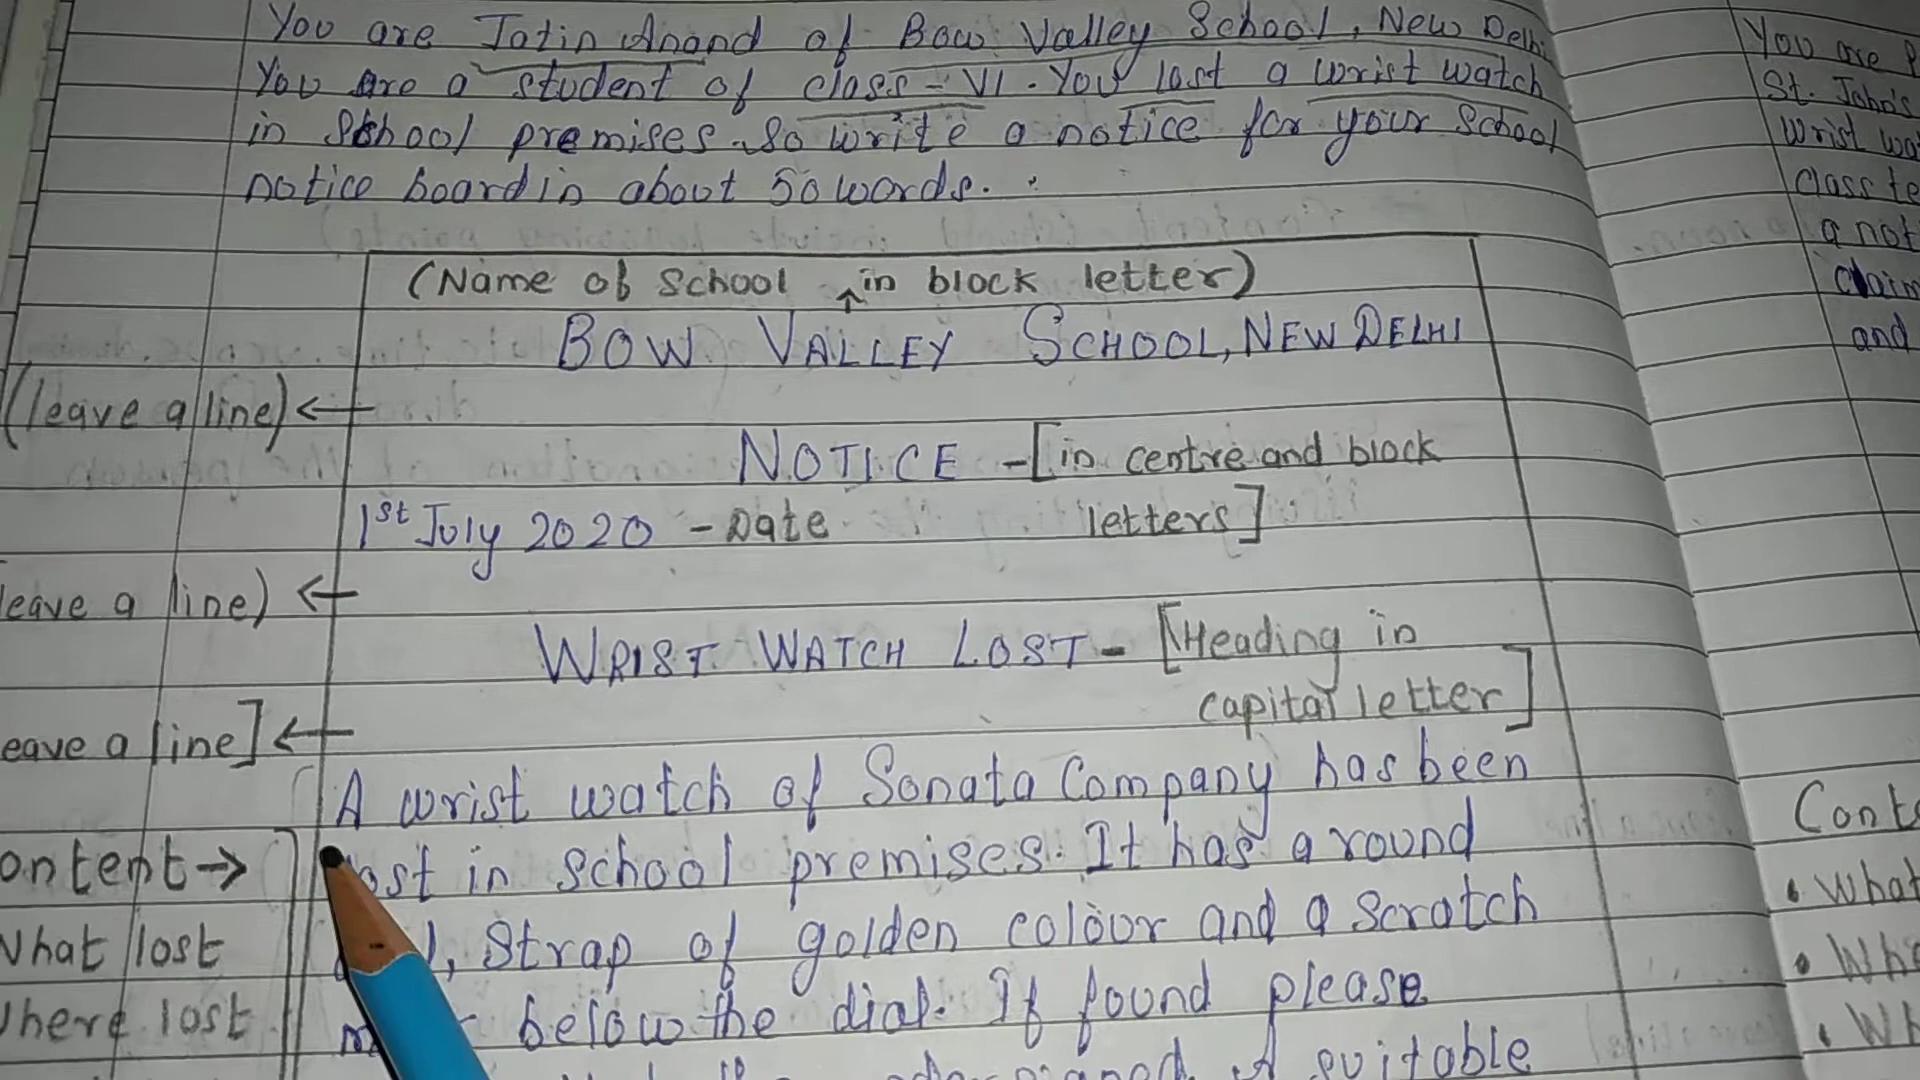 You are Jatin Anand of Bow Valley School, New Delhi.
You are a student of class - VI. You lost a wrist watch
in School premises. So write a notice for your School
notice board in about 50 words.
(Name of School in block letter)
BOW VALLEY SCHOOL, NEW DELHI
(leave a line) ←
NOTICE - [in centre and block
letters]
1st July 2020 - Date
leave a line) ←
WRIST WATCH LOST - [Heading in
capital letter]
eave a line] ←
A wrist watch of Sonata Company has been
ost in School premises. It has a round
ontent →
What lost
, Strap of golden colour and a scratch
here lost
below the dial. If found please
A suitable
You are P
St. John's
wrist wa
class te
a not
claim
and
Conte
• What
• Whe
• Wh